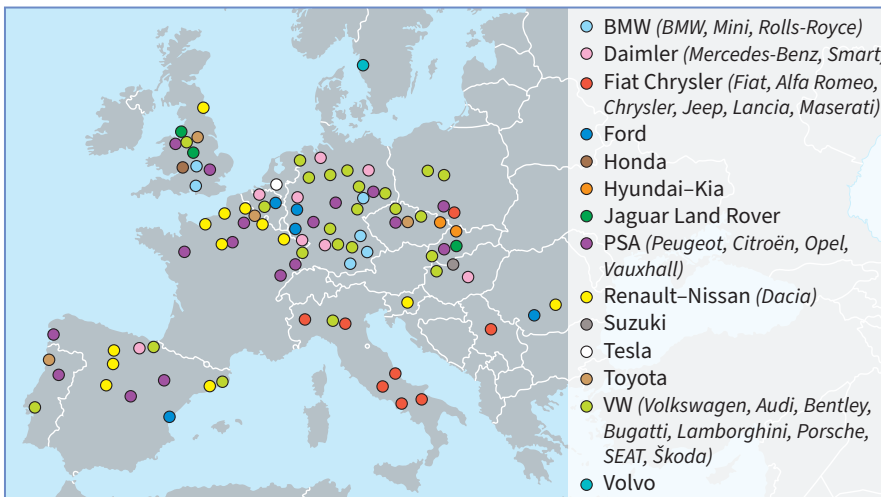 BMW (BMW, Mini, Rolls-Royce)
Daimler (Mercedes-Benz, Smart)
Fiat Chrysler (Fiat, Alfa Romeo,
Chrysler, Jeep, Lancia, Maserati)
Ford
Honda
Hyundai–Kia
Jaguar Land Rover
PSA (Peugeot, Citroën, Opel,
Vauxhall)
Renault–Nissan (Dacia)
Suzuki
Tesla
Toyota
VW (Volkswagen, Audi, Bentley,
Bugatti, Lamborghini, Porsche,
SEAT, Škoda)
Volvo